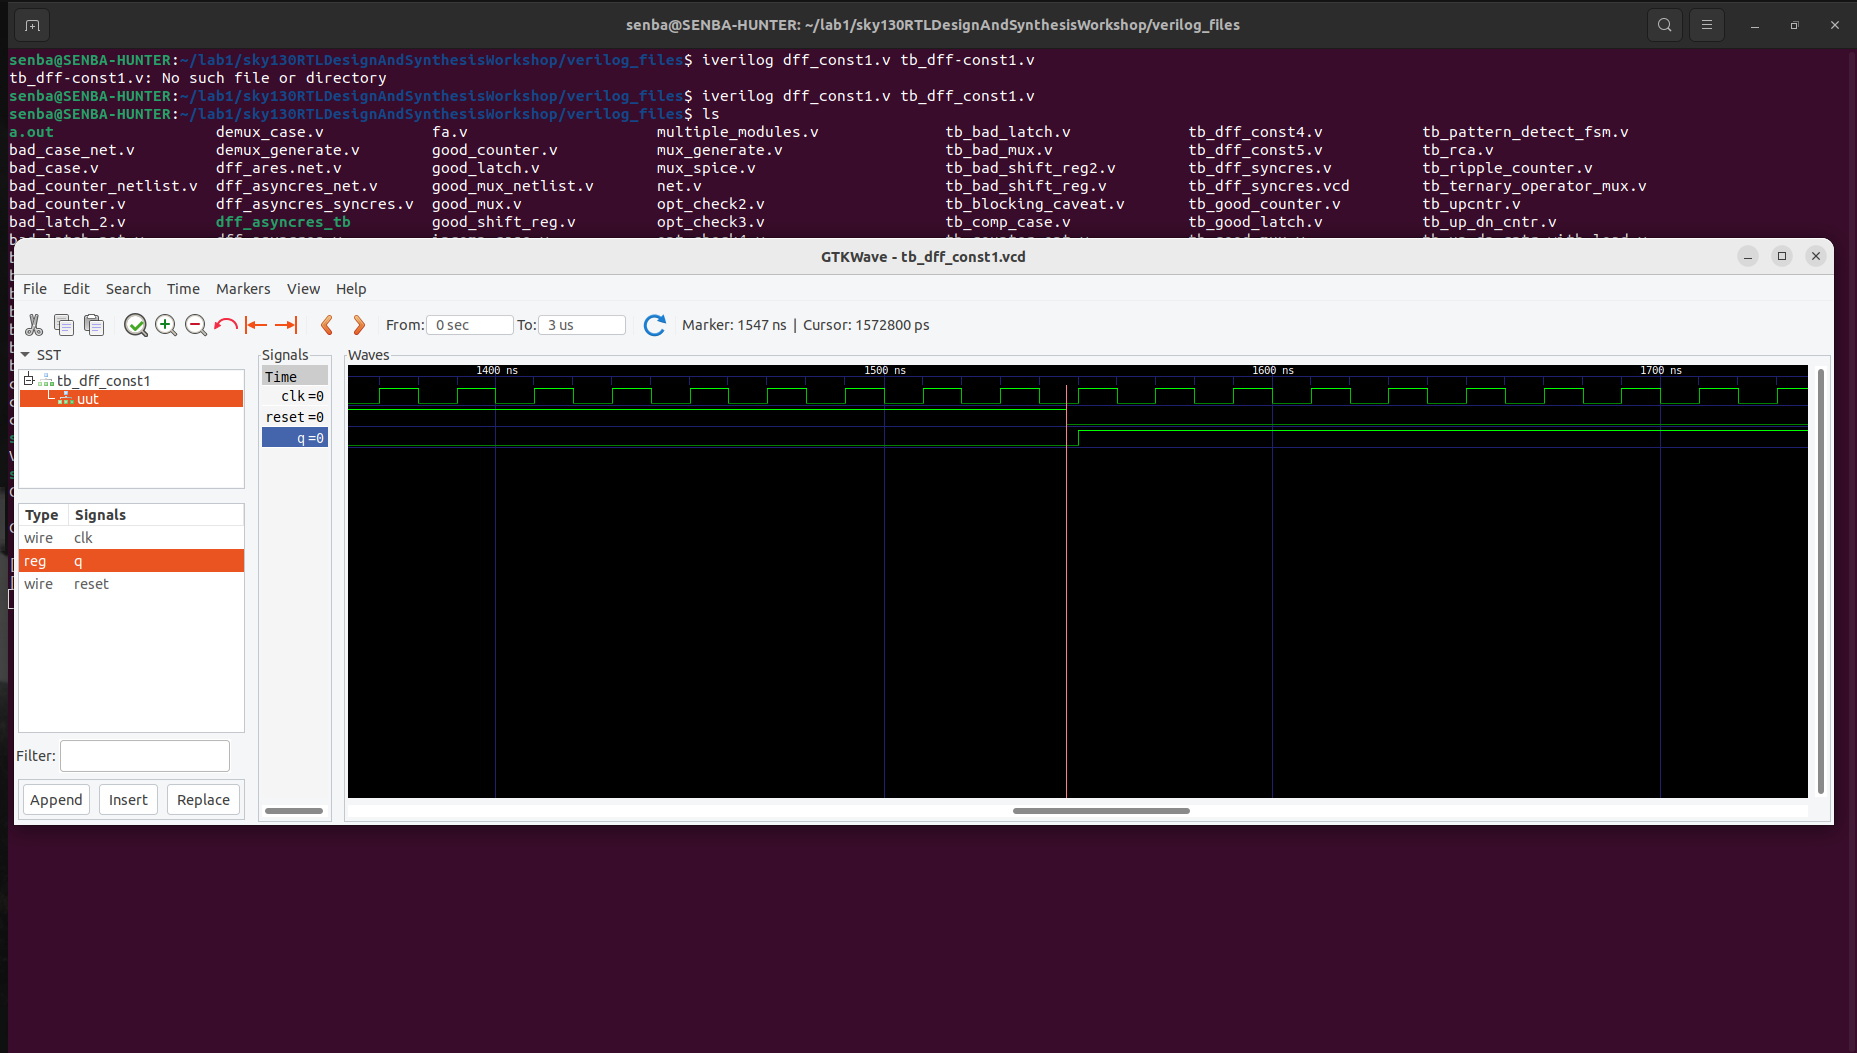 senba@SENBA-HUNTER: ~/lab1/sky130RTLDesignAndSynthesisWorkshop/verilog_files
senba@SENBA-HUNTER:~/lab1/sky130RTLDesignAndSynthesisWorkshop/verilog_files$ iverilog dff_const1.v tb_dff-const1.v
tb_dff-const1.v: No such file or directory
senba@SENBA-HUNTER:~/lab1/sky130RTLDesignAndSynthesisWorkshop/verilog_files$ iverilog dff_const1.v tb_dff_const1.v
senba@SENBA-HUNTER:~/lab1/sky130RTLDesignAndSynthesisWorkshop/verilog_files$ ls
a.out demux_case.v fa.v multiple_modules.v tb_bad_latch.v tb_dff_const4.v tb_pattern_detect_fsm.v
bad_case_net.v demux_generate.v good_counter.v mux_generate.v tb_bad_mux.v tb_dff_const5.v tb_rca.v
bad_case.v dff_ares.net.v good_latch.v mux_spice.v tb_bad_shift_reg2.v tb_dff_syncres.v tb_ripple_counter.v
bad_counter_netlist.v dff_asyncres_net.v good_mux_netlist.v net.v tb_bad_shift_reg.v tb_dff_syncres.vcd tb_ternary_operator_mux.v
bad_counter.v dff_asyncres_syncres.v good_mux.v opt_check2.v tb_blocking_caveat.v tb_good_counter.v tb_upcntr.v
bad_latch_2.v dff_asyncres_tb good_shift_reg.v opt_check3.v tb_comp_case.v tb_good_latch.v tb_up_dn_cntr.v
GTKWave - tb_dff_const1.vcd
File Edit Search Time Markers View Help
From: 0 sec To: 3 us Marker: 1547 ns | Cursor: 1572800 ps
SST
tb_dff_const1
uut
Type Signals
wire clk
reg q
wire reset
Filter:
Append Insert Replace
Signals
Time
clk=0
reset=0
q=0
Waves
1400 ns 1500 ns 1600 ns 1700 ns